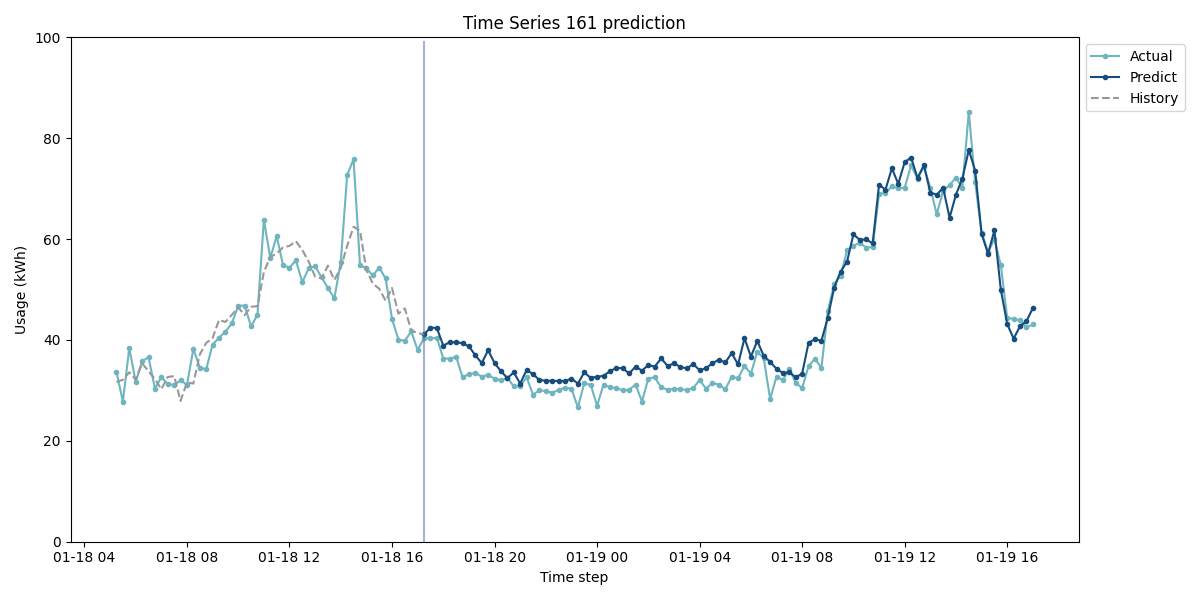 Time Series 161 prediction
Usage (kWh)
100
80
60
40
20
0
01-18 04
01-18 08
01-18 12
01-18 16
01-18 20
01-19 00
01-19 04
01-19 08
01-19 12
01-19 16
Time step
Actual
Predict
History